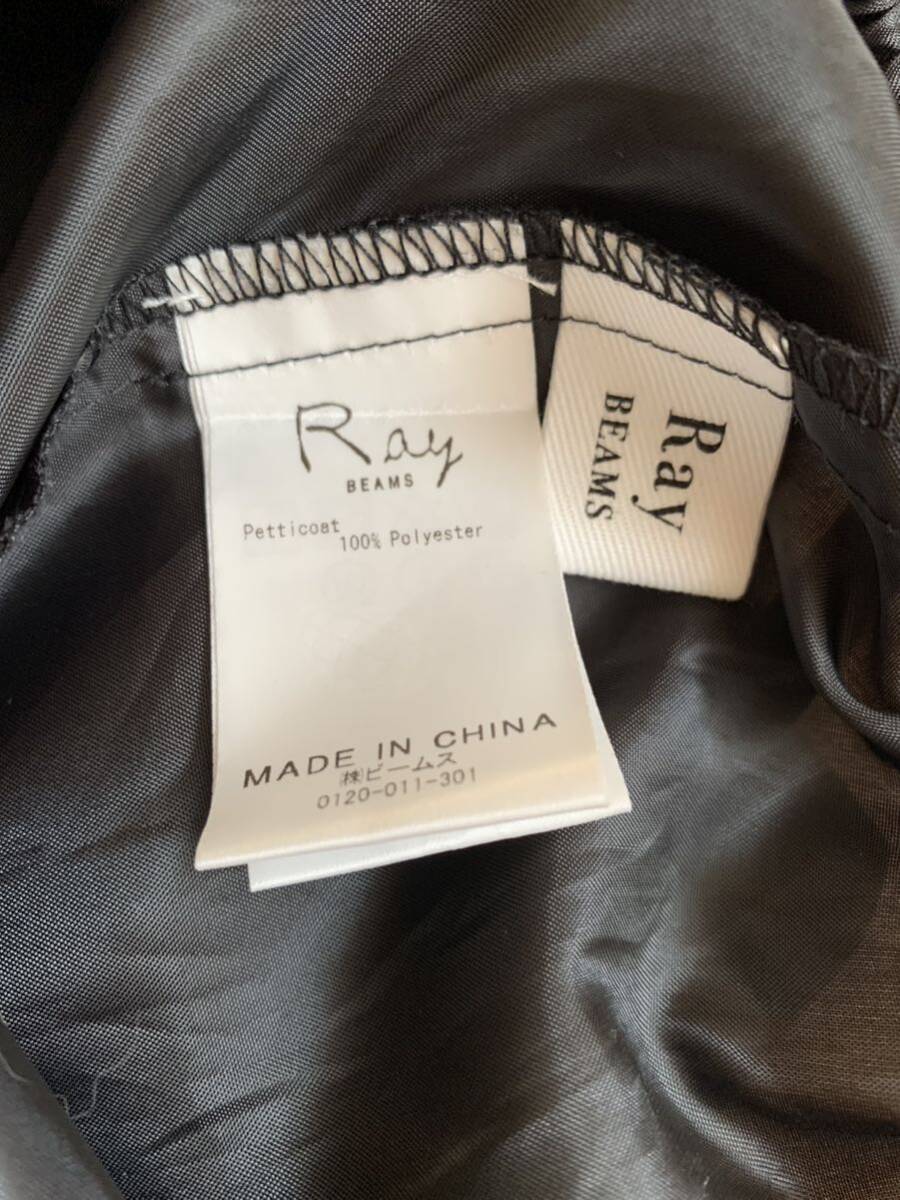 Ray
BEAMS
Petticoat
100% Polyester
MADE IN CHINA
㈱ビームス
0120-011-301
Ray
BEAMS